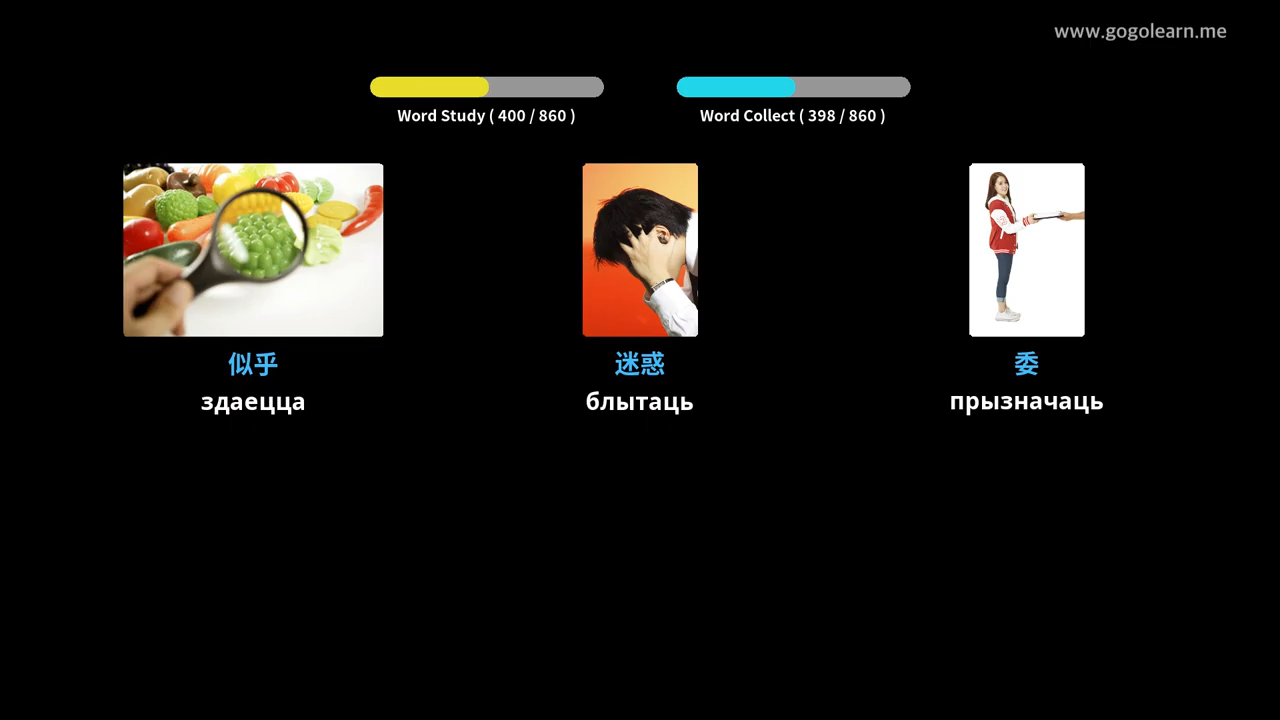 www.gogolearn.me
Word Study ( 400 / 860 )
Word Collect ( 398 / 860 )
似乎
здаецца
迷惑
блытаць
委
прызначаць